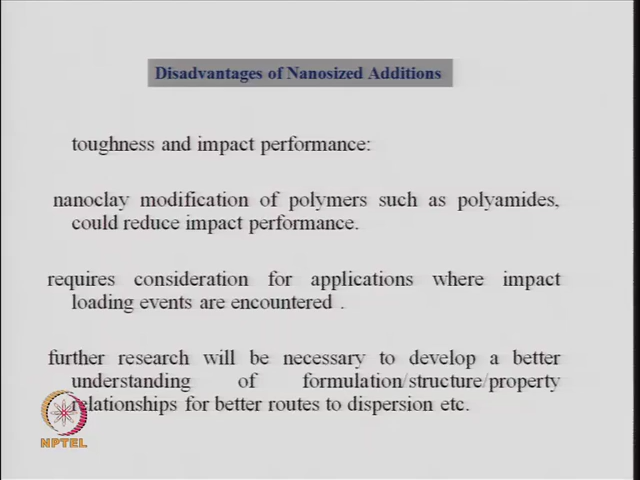 Disadvantages of Nanosized Additions
toughness and impact performance:
nanoclay modification of polymers such as polyamides,
could reduce impact performance.
requires consideration for applications where impact
loading events are encountered .
further research will be necessary to develop a better
understanding of formulation/structure/property
relationships for better routes to dispersion etc.
NPTEL